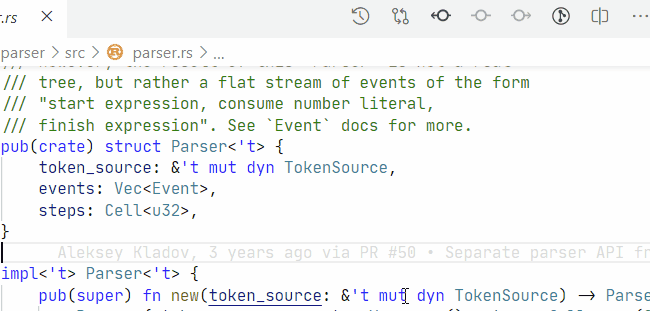 .rs
parser > src > parser.rs > ...
/// tree, but rather a flat stream of events of the form
/// "start expression, consume number literal,
/// finish expression". See `Event` docs for more.
pub(crate) struct Parser<'t> {
token_source: &'t mut dyn TokenSource,
events: Vec<Event>,
steps: Cell<u32>,
}
Aleksey Kladov, 3 years ago via PR #50 • Separate parser API fr
impl<'t> Parser<'t> {
pub(super) fn new(token_source: &'t mut dyn TokenSource) → Parse